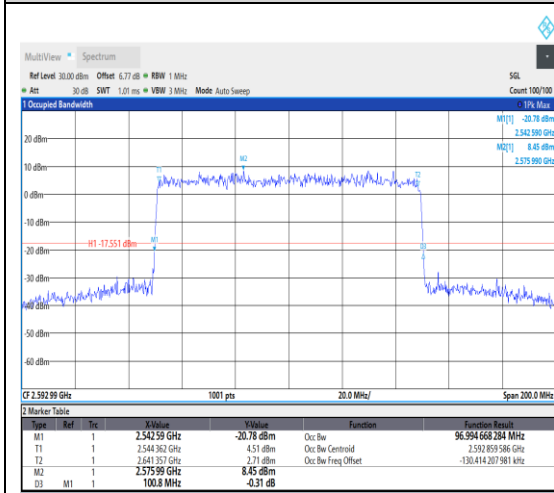 MultiView Spectrum
Ref Level 30.00 dBm Offset 6.77 dB RBW 1 MHz SGL
Att 30 dB SWT 1.01 ms VBW 3 MHz Mode Auto Sweep Count 100/100
1 Occupied Bandwidth 1Pk Max
M1[1] -20.78 dBm
2.542 590 GHz
M2[1] 8.45 dBm
2.575 990 GHz
20 dBm
M2
T1
T2
10 dBm
0 dBm
-10 dBm
H1 -17.551 dBm
M1
D3
-20 dBm
-30 dBm
-40 dBm
-50 dBm
-60 dBm
CF 2.592 99 GHz 1001 pts 20.0 MHz/ Span 200.0 MHz
2 Marker Table
Type Ref Trc X-Value Y-Value Function Function Result
M1 1 2.542 59 GHz -20.78 dBm Occ Bw 96.994 668 284 MHz
T1 1 2.544 362 GHz 4.51 dBm Occ Bw Centroid 2.592 859 586 GHz
T2 1 2.641 357 GHz 2.71 dBm Occ Bw Freq Offset -130.414 207 981 kHz
M2 1 2.575 99 GHz 8.45 dBm
D3 M1 1 100.8 MHz -0.31 dB